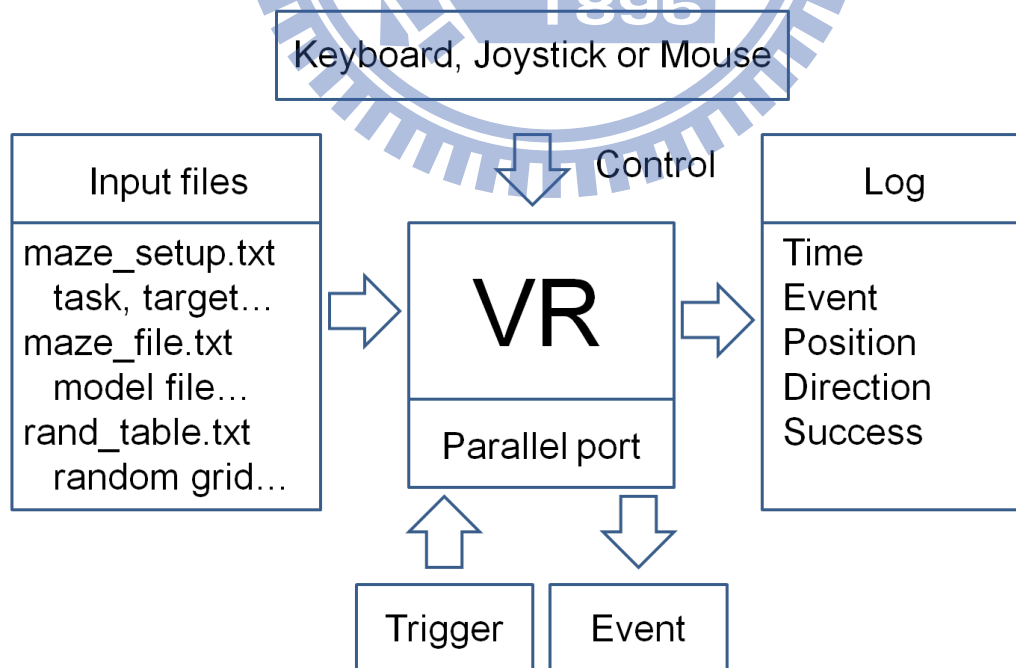 1896
Keyboard, Joystick or Mouse
Control
Input files
maze_setup.txt
task, target...
maze_file.txt
model file...
rand_table.txt
random grid...
VR
Parallel port
Log
Time
Event
Position
Direction
Success
Trigger
Event